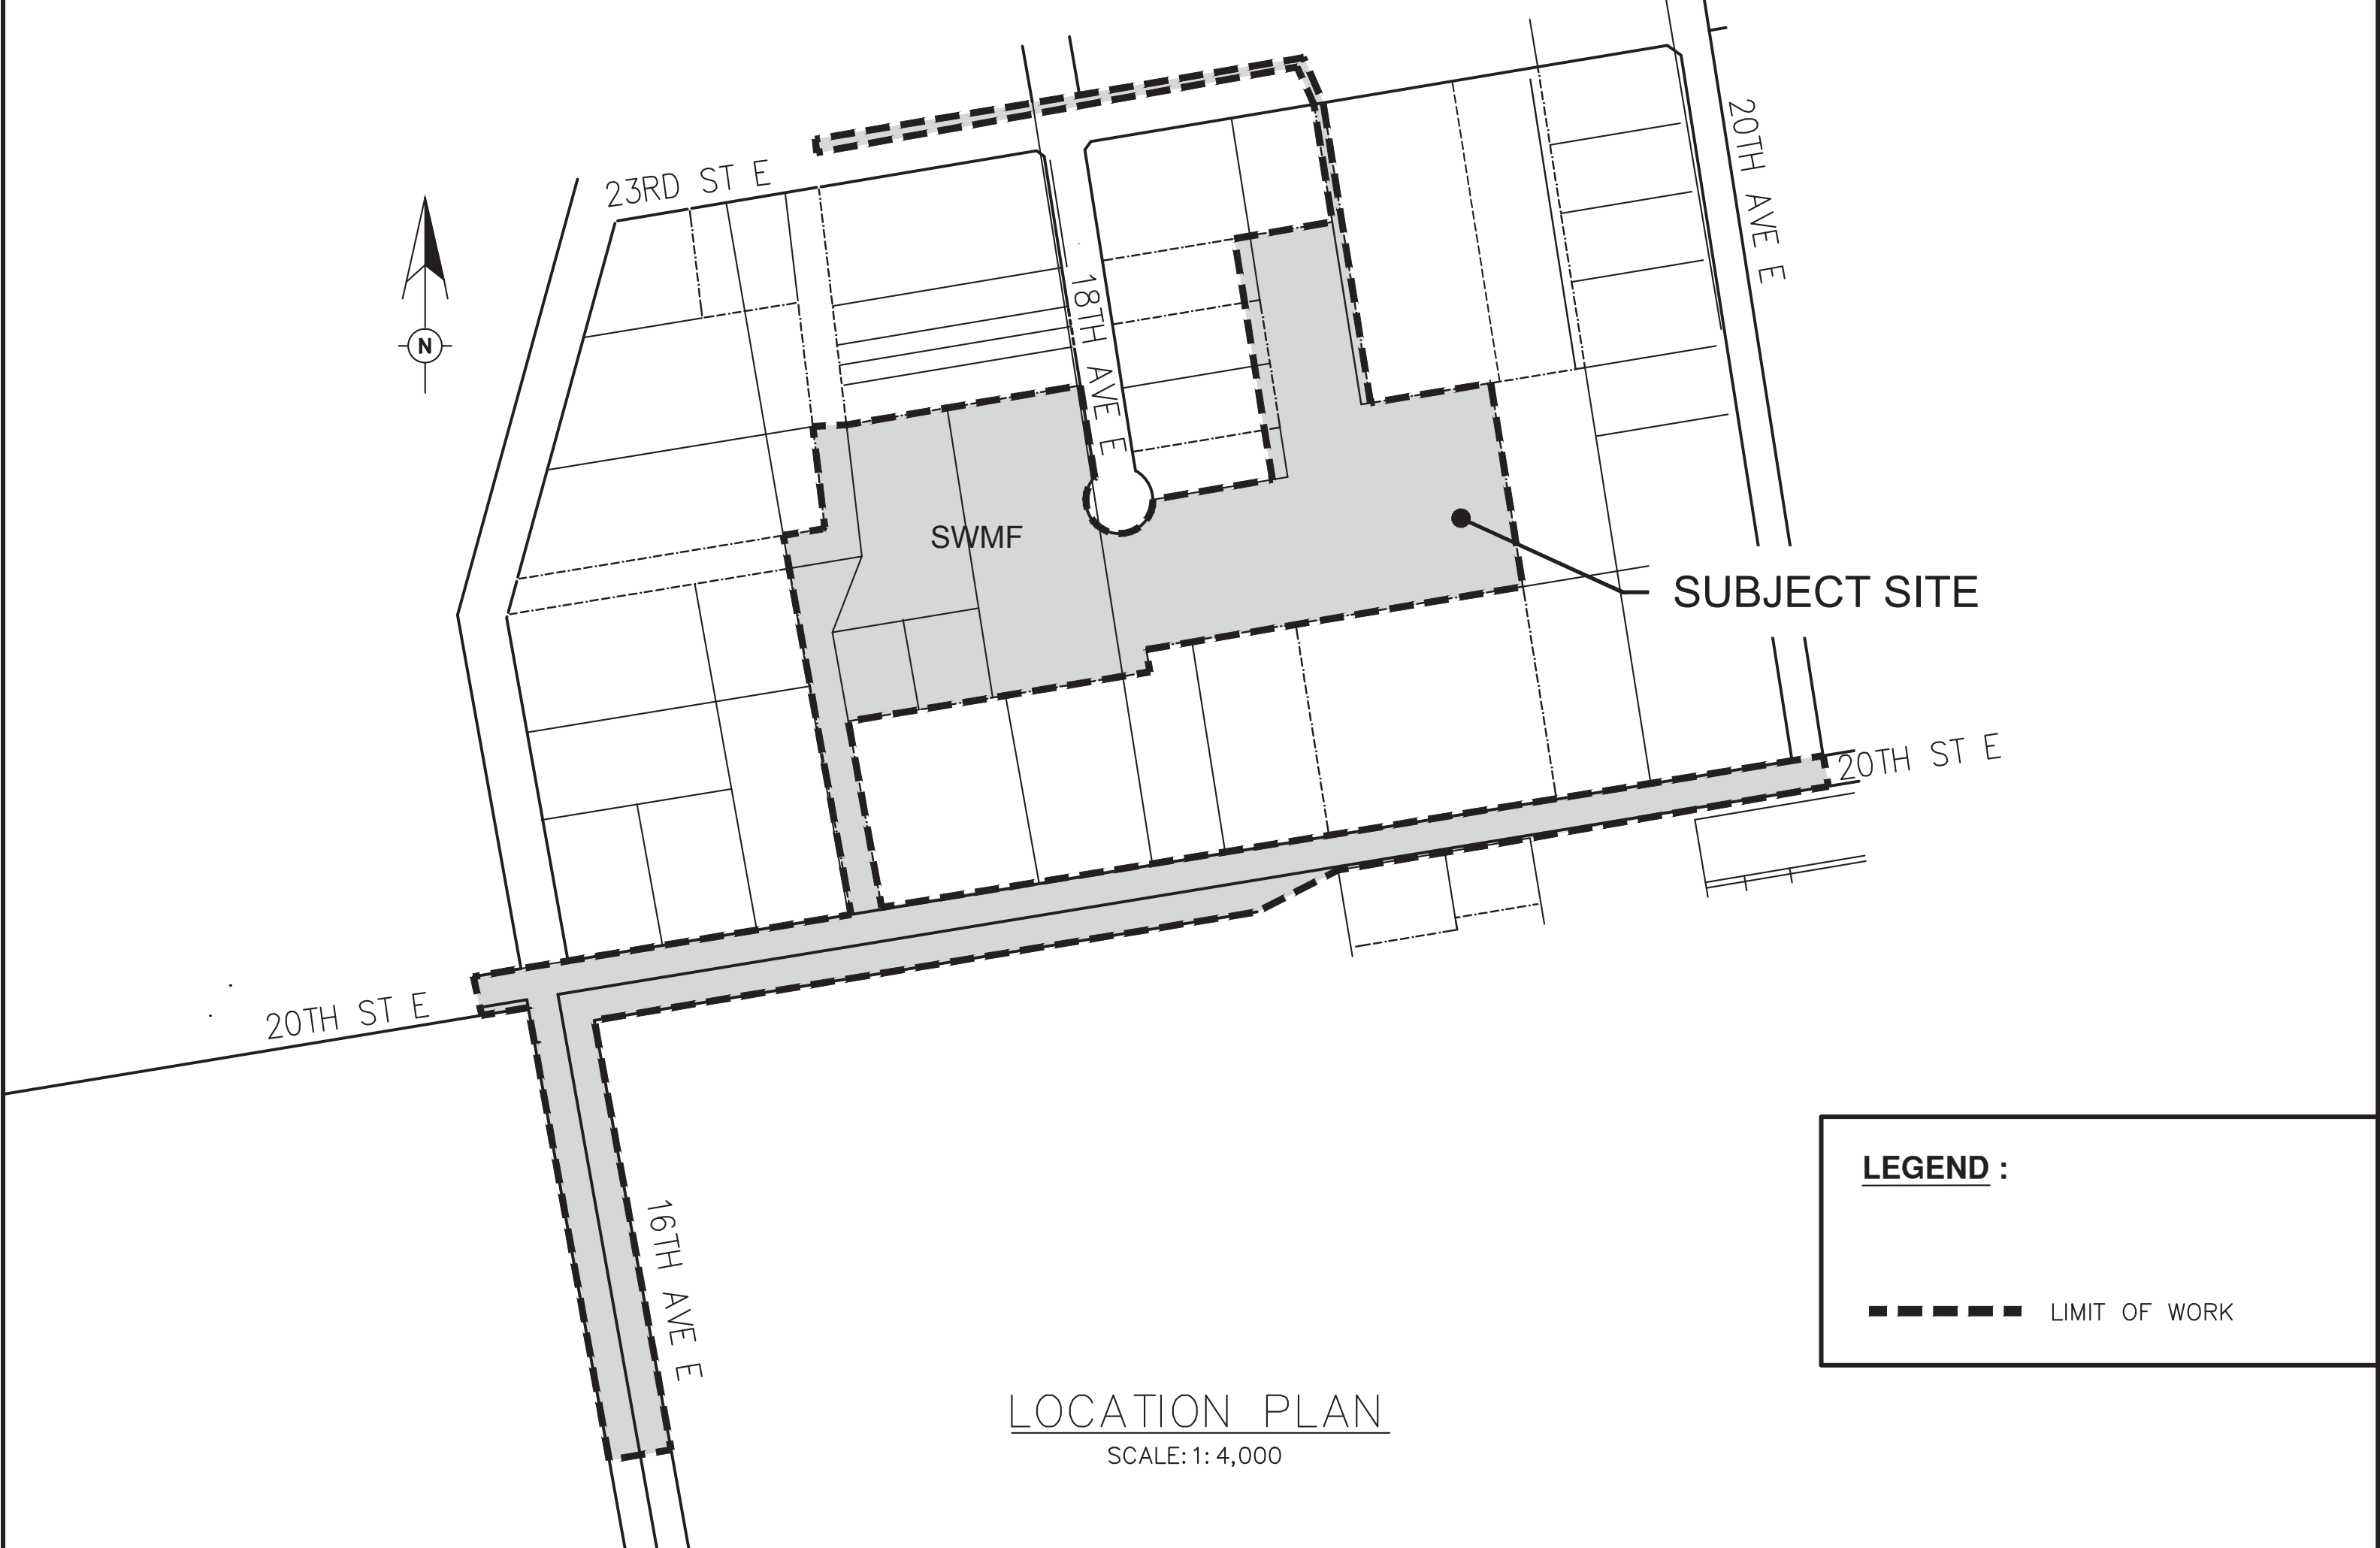 20TH AVE E
23RD ST E
18TH AVE E
N
SWMF
SUBJECT SITE
20TH ST E
20TH ST E
16TH AVE E
LEGEND :
LIMIT OF WORK
LOCATION PLAN
SCALE: 1: 4,000